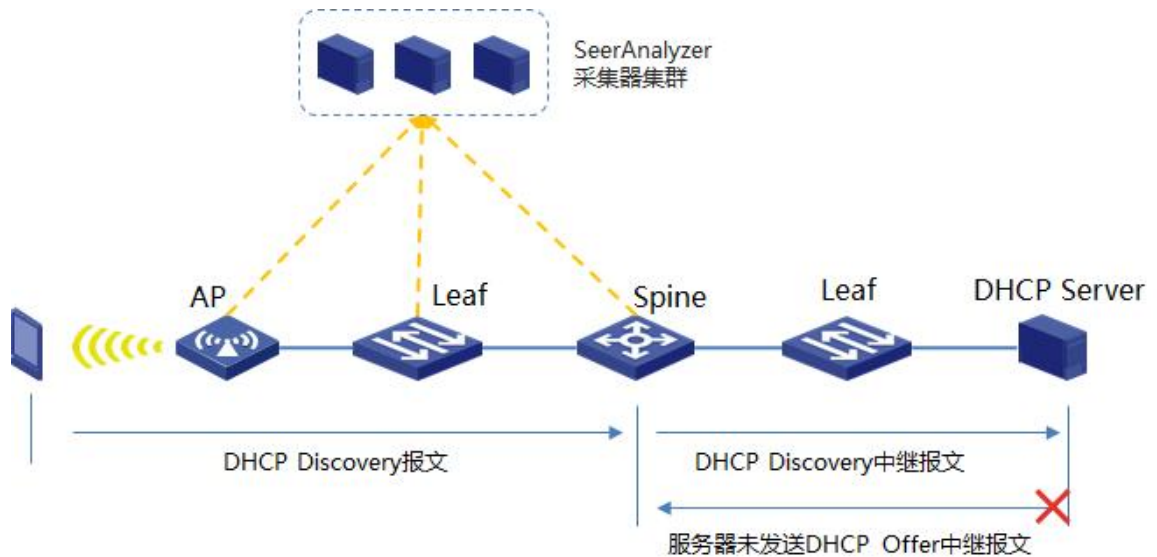 SeerAnalyzer
采集器集群
AP
Leaf
Spine
Leaf
DHCP Server
DHCP Discovery报文
DHCP Discovery中继报文
服务器未发送DHCP Offer中继报文